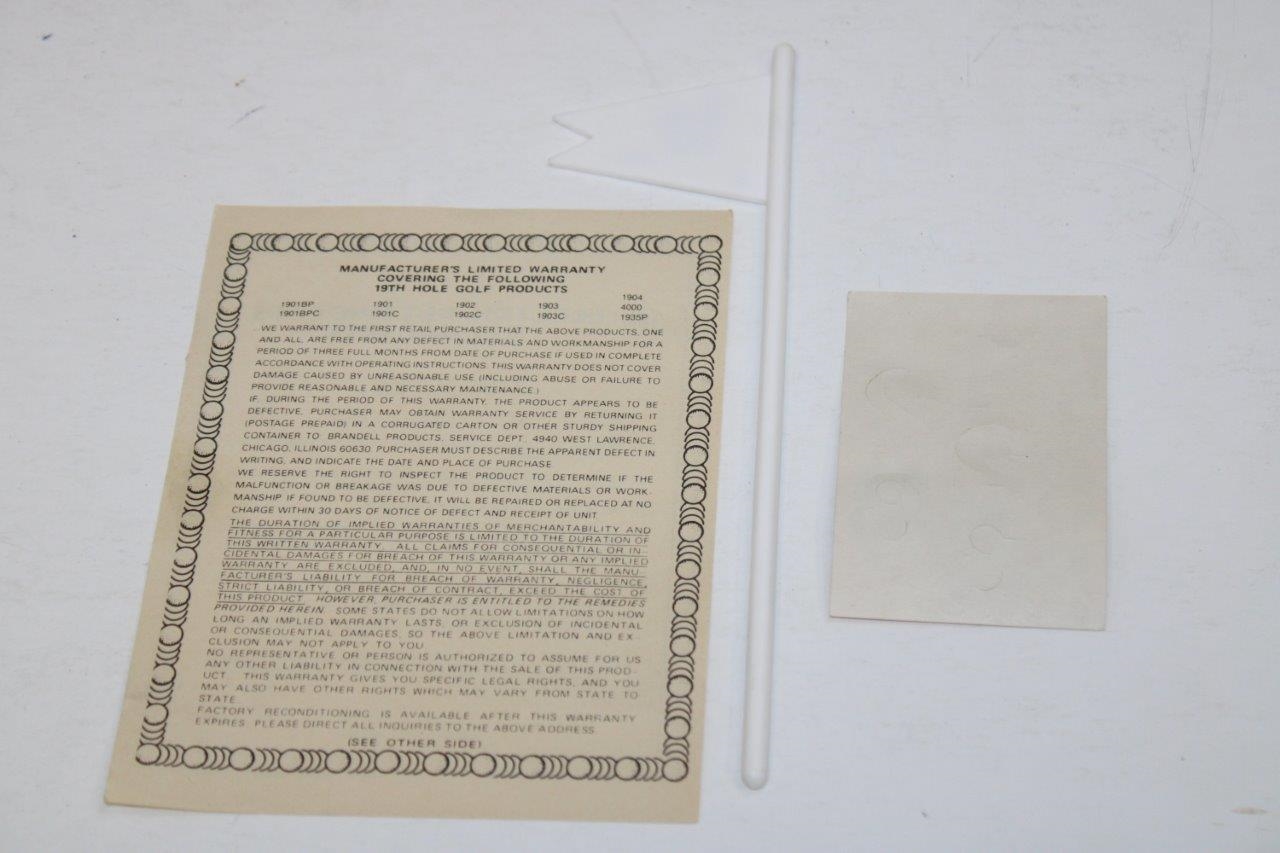 MANUFACTURER'S LIMITED WARRANTY
COVERING THE FOLLOWING
19TH HOLE GOLF PRODUCTS
1901BP 1901 1902 1903 1904
4000
1901BPC 1901C 1902C 1903C 1935P
WE WARRANT TO THE FIRST RETAIL PURCHASER THAT THE ABOVE PRODUCTS, ONE
AND ALL, ARE FREE FROM ANY DEFECT IN MATERIALS AND WORKMANSHIP FOR A
PERIOD OF THREE FULL MONTHS FROM DATE OF PURCHASE IF USED IN COMPLETE
ACCORDANCE WITH OPERATING INSTRUCTIONS. THIS WARRANTY DOES NOT COVER
DAMAGE CAUSED BY UNREASONABLE USE (INCLUDING ABUSE OR FAILURE TO
PROVIDE REASONABLE AND NECESSARY MAINTENANCE.)
IF, DURING THE PERIOD OF THIS WARRANTY, THE PRODUCT APPEARS TO BE
DEFECTIVE, PURCHASER MAY OBTAIN WARRANTY SERVICE BY RETURNING IT
(POSTAGE PREPAID) IN A CORRUGATED CARTON OR OTHER STURDY SHIPPING
CONTAINER TO BRANDELL PRODUCTS, SERVICE DEPT. 4940 WEST LAWRENCE,
CHICAGO, ILLINOIS 60630. PURCHASER MUST DESCRIBE THE APPARENT DEFECT IN
WRITING, AND INDICATE THE DATE AND PLACE OF PURCHASE.
WE RESERVE THE RIGHT TO INSPECT THE PRODUCT TO DETERMINE IF THE
MALFUNCTION OR BREAKAGE WAS DUE TO DEFECTIVE MATERIALS OR WORK-
MANSHIP IF FOUND TO BE DEFECTIVE, IT WILL BE REPAIRED OR REPLACED AT NO
CHARGE WITHIN 30 DAYS OF NOTICE OF DEFECT AND RECEIPT OF UNIT.
THE DURATION OF IMPLIED WARRANTIES OF MERCHANTABILITY AND
FITNESS FOR A PARTICULAR PURPOSE IS LIMITED TO THE DURATION OF
THIS WRITTEN WARRANTY. ALL CLAIMS FOR CONSEQUENTIAL OR IN-
CIDENTAL DAMAGES FOR BREACH OF THIS WARRANTY OR ANY IMPLIED
WARRANTY ARE EXCLUDED, AND, IN NO EVENT, SHALL THE MANU-
FACTURER'S LIABILITY FOR BREACH OF WARRANTY, NEGLIGENCE,
STRICT LIABILITY, OR BREACH OF CONTRACT, EXCEED THE COST OF
THIS PRODUCT. HOWEVER, PURCHASER IS ENTITLED TO THE REMEDIES
PROVIDED HEREIN. SOME STATES DO NOT ALLOW LIMITATIONS ON HOW
LONG AN IMPLIED WARRANTY LASTS, OR EXCLUSION OF INCIDENTAL
OR CONSEQUENTIAL DAMAGES, SO THE ABOVE LIMITATION AND EX-
CLUSION MAY NOT APPLY TO YOU.
NO REPRESENTATIVE OR PERSON IS AUTHORIZED TO ASSUME FOR US
ANY OTHER LIABILITY IN CONNECTION WITH THE SALE OF THIS PROD-
UCT. THIS WARRANTY GIVES YOU SPECIFIC LEGAL RIGHTS, AND YOU
MAY ALSO HAVE OTHER RIGHTS WHICH MAY VARY FROM STATE TO
STATE.
FACTORY RECONDITIONING IS AVAILABLE AFTER THIS WARRANTY
EXPIRES. PLEASE DIRECT ALL INQUIRIES TO THE ABOVE ADDRESS.
(SEE OTHER SIDE)